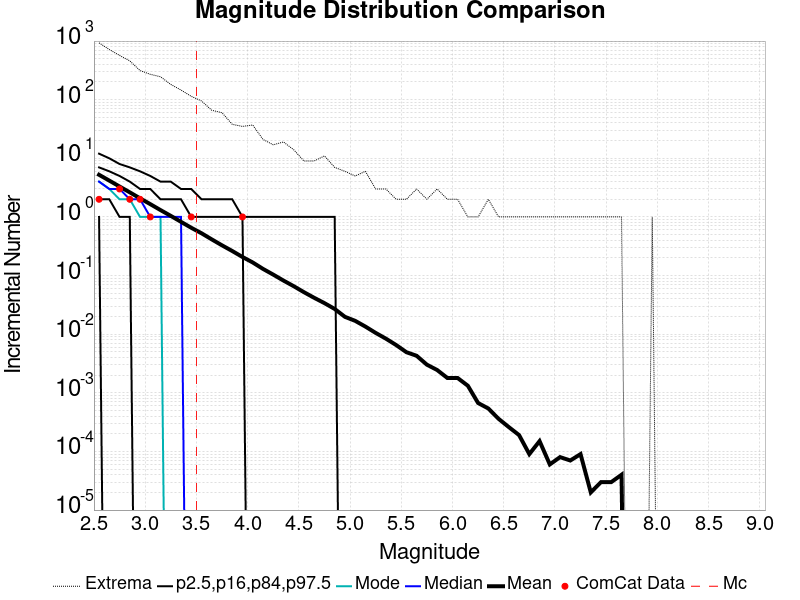 Magnitude Distribution Comparison
10^3
10^2
10^1
10^0
10^-1
10^-2
10^-3
10^-4
10^-5
Incremental Number
2.5 3.0 3.5 4.0 4.5 5.0 5.5 6.0 6.5 7.0 7.5 8.0 8.5 9.0
Magnitude
Extrema p2.5,p16,p84,p97.5 Mode Median Mean ComCat Data Mc